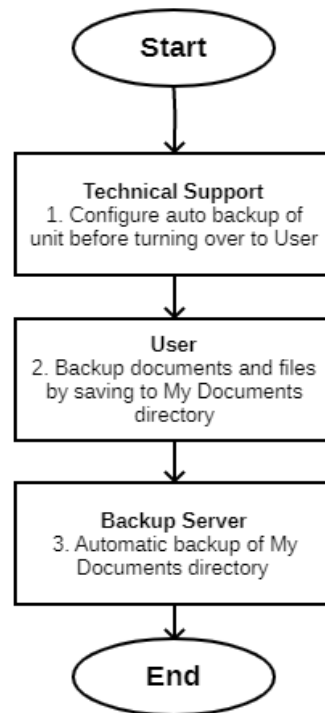 Start
Technical Support
1. Configure auto backup of
unit before turning over to User
User
2. Backup documents and files
by saving to My Documents
directory
Backup Server
3. Automatic backup of My
Documents directory
End